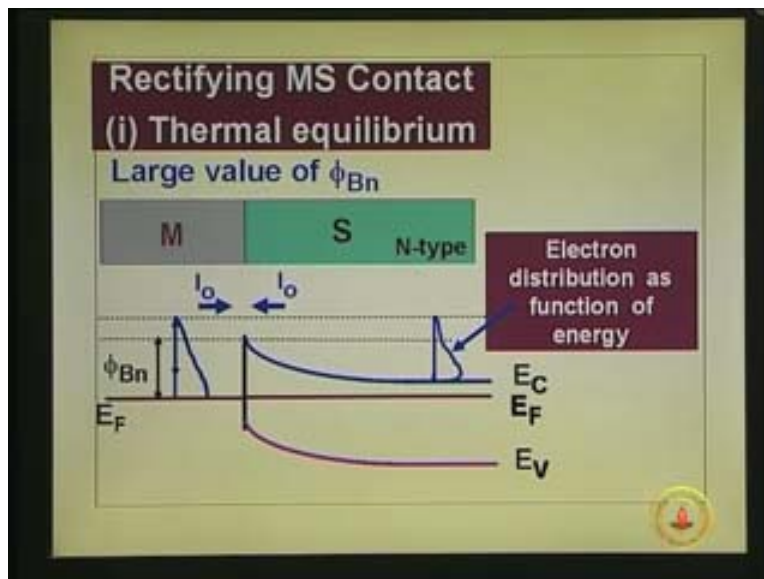 Rectifying MS Contact
(i) Thermal equilibrium
Large value of ϕBn
M
S
N-type
Electron
distribution as
function of
energy
Io
Io
ϕBn
EC
EF
EF
EV